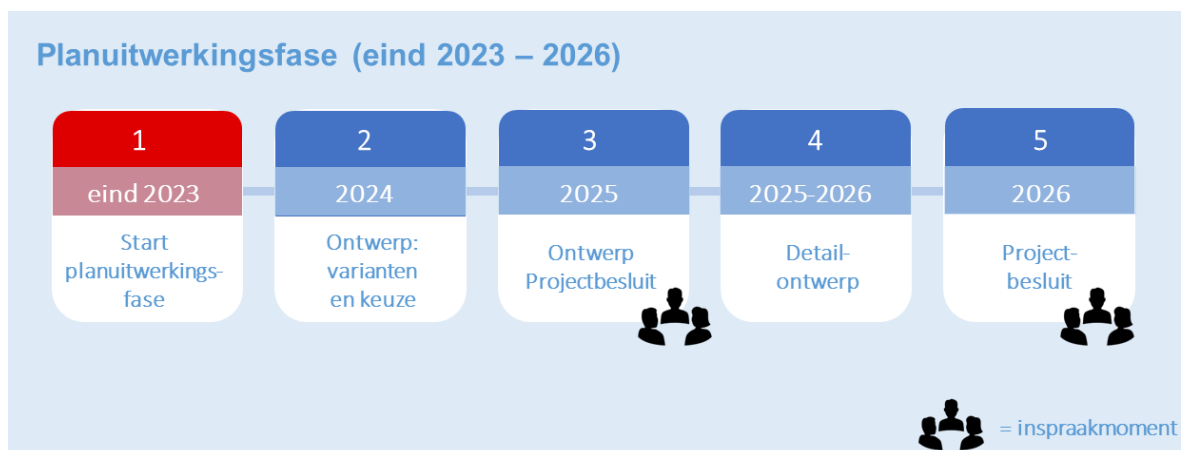 Planuitwerkingsfase (eind 2023 – 2026)
1
eind 2023
Start
planuitwerkings-
fase
2
2024
Ontwerp:
varianten
en keuze
3
2025
Ontwerp
Projectbesluit
4
2025-2026
Detail-
ontwerp
5
2026
Project-
besluit
= inspraakmoment